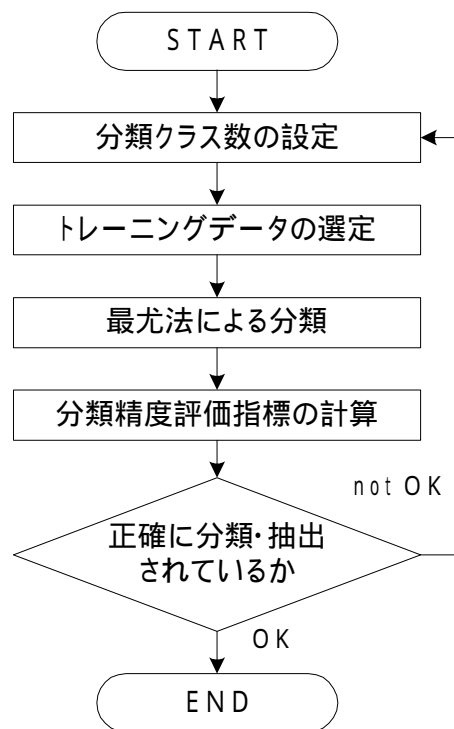 START
分類クラス数の設定
トレーニングデータの選定
最尤法による分類
分類精度評価指標の計算
not OK
正確に分類・抽出
されているか
OK
END